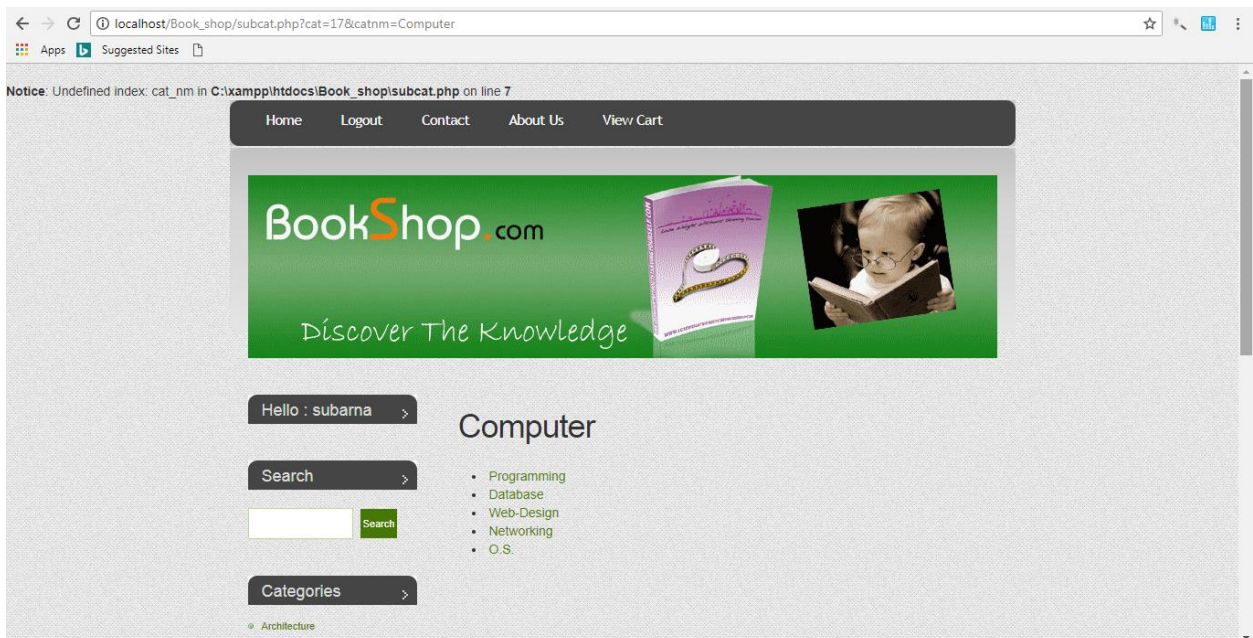 localhost/Book_shop/subcat.php?cat=17&catnm=Computer
Apps Suggested Sites
Notice: Undefined index: cat_nm in C:\xampp\htdocs\Book_shop\subcat.php on line 7
Home Logout Contact About Us View Cart
BookShop.com
Discover The Knowledge
Hello : subarna
Computer
Search
Search
Programming
Database
Web-Design
Networking
O.S.
Categories
Architecture